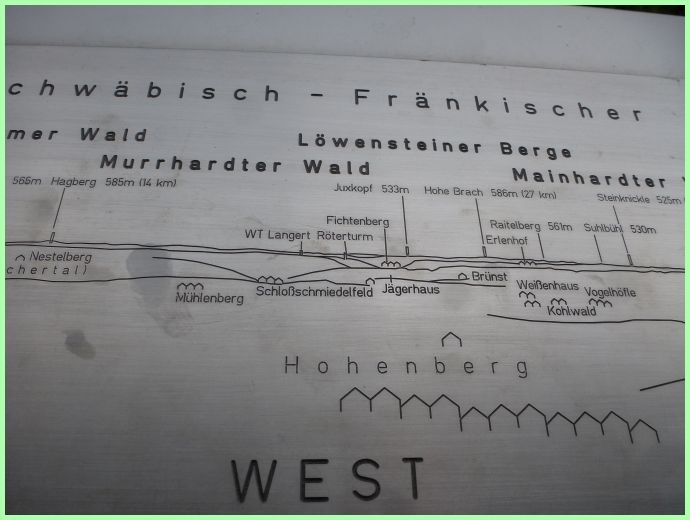 chwäbisch - Fränkischer
mer Wald Löwensteiner Berge
Murrhardter Wald Mainhardter
565m Hagberg 585m (14 km) Juxkopf 533m Hohe Brach 586m (27 km) Steinknickle 525m
Fichtenberg Raitelberg 561m Suhlbühl 530m
WT Langert Röterturm Erlenhof
Nestelberg
chertal)
Mühlenberg Schloßschmiedelfeld Jägerhaus Brünst Weißenhaus Vogelhöfle
Kohlwald
Hohenberg
WEST